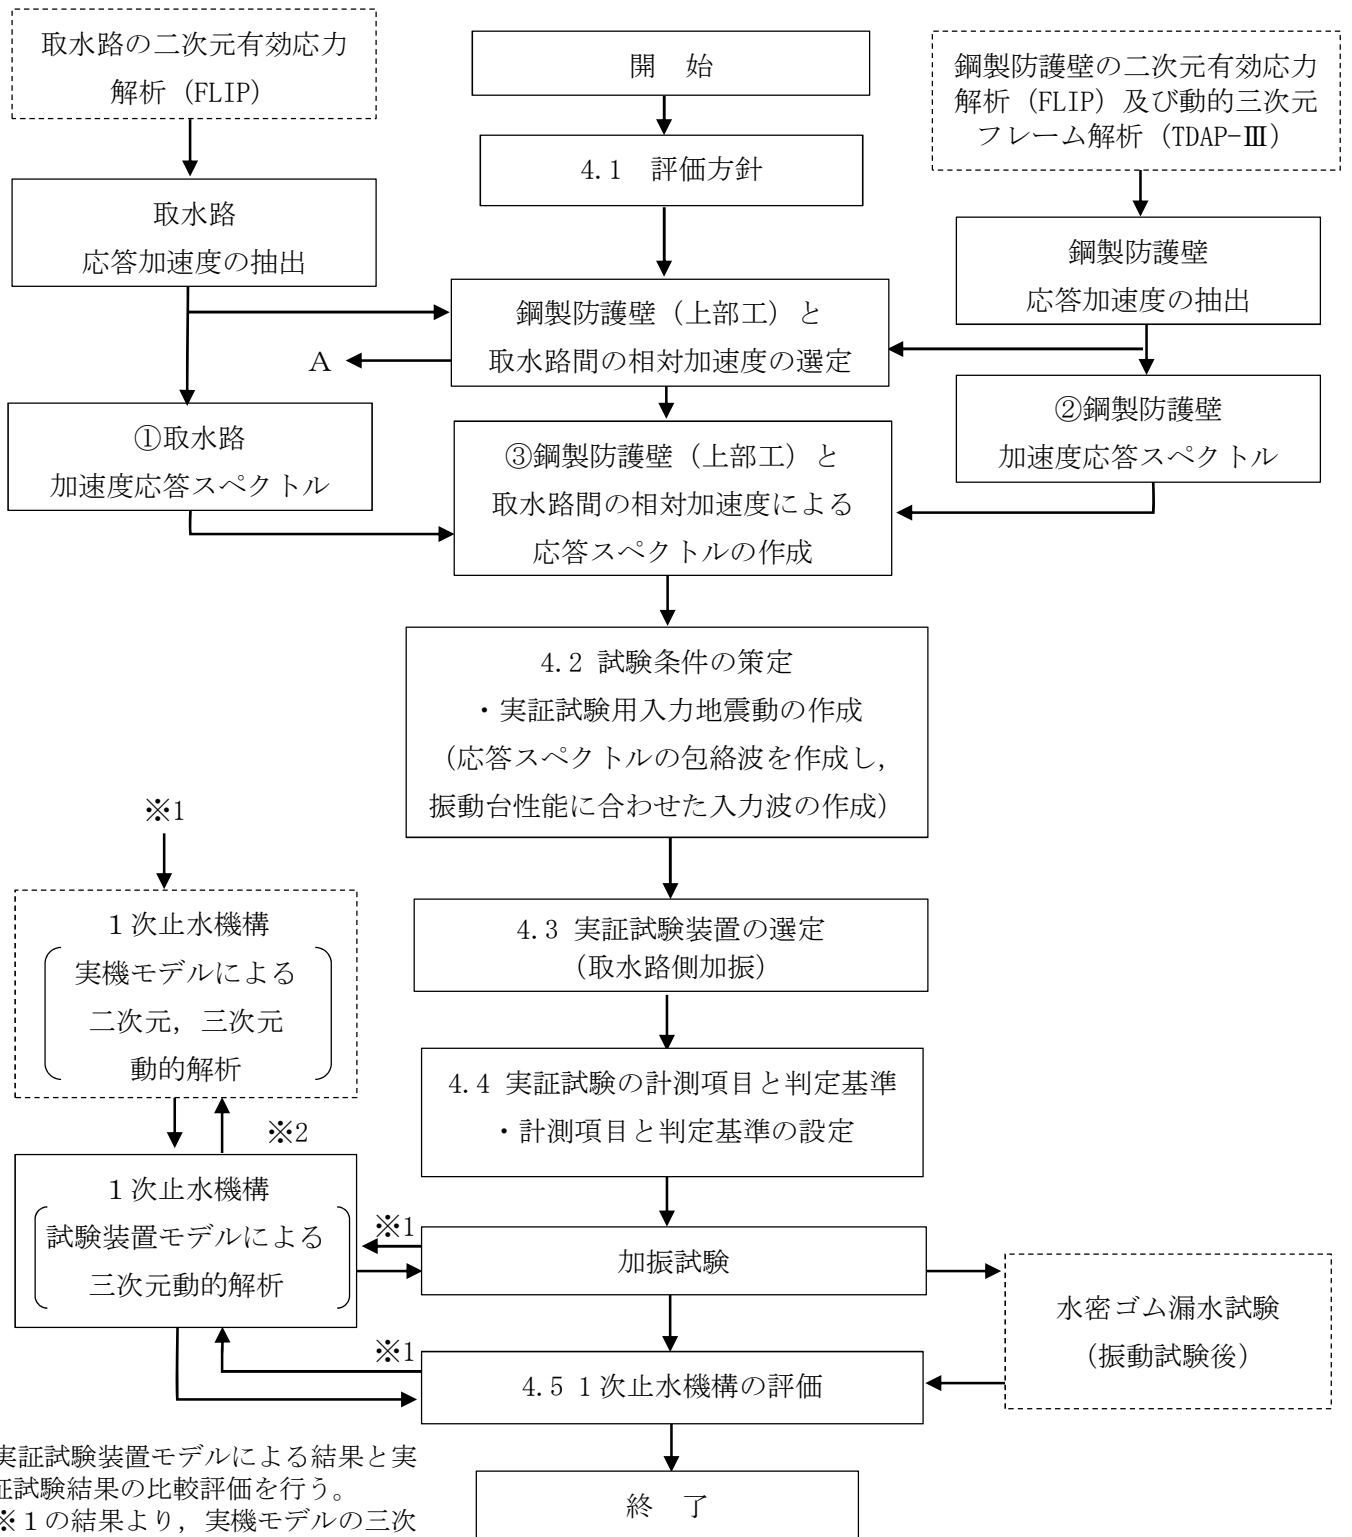 取水路の二次元有効応力
解析（FLIP）
開　始
鋼製防護壁の二次元有効応力
解析（FLIP）及び動的三次元
フレーム解析（TDAP-Ⅲ）
4.1　評価方針
取水路
応答加速度の抽出
鋼製防護壁
応答加速度の抽出
鋼製防護壁（上部工）と
取水路間の相対加速度の選定
A
①取水路
加速度応答スペクトル
②鋼製防護壁
加速度応答スペクトル
③鋼製防護壁（上部工）と
取水路間の相対加速度による
応答スペクトルの作成
4.2 試験条件の策定
・実証試験用入力地震動の作成
（応答スペクトルの包絡波を作成し，
振動台性能に合わせた入力波の作成）
※1
1次止水機構
実機モデルによる
二次元，三次元
動的解析
4.3 実証試験装置の選定
（取水路側加振）
4.4 実証試験の計測項目と判定基準
・計測項目と判定基準の設定
※2
1次止水機構
試験装置モデルによる
三次元動的解析
※1
加振試験
水密ゴム漏水試験
（振動試験後）
※1
4.5 1次止水機構の評価
終　了
実証試験装置モデルによる結果と実
証試験結果の比較評価を行う。
※1の結果より，実機モデルの三次